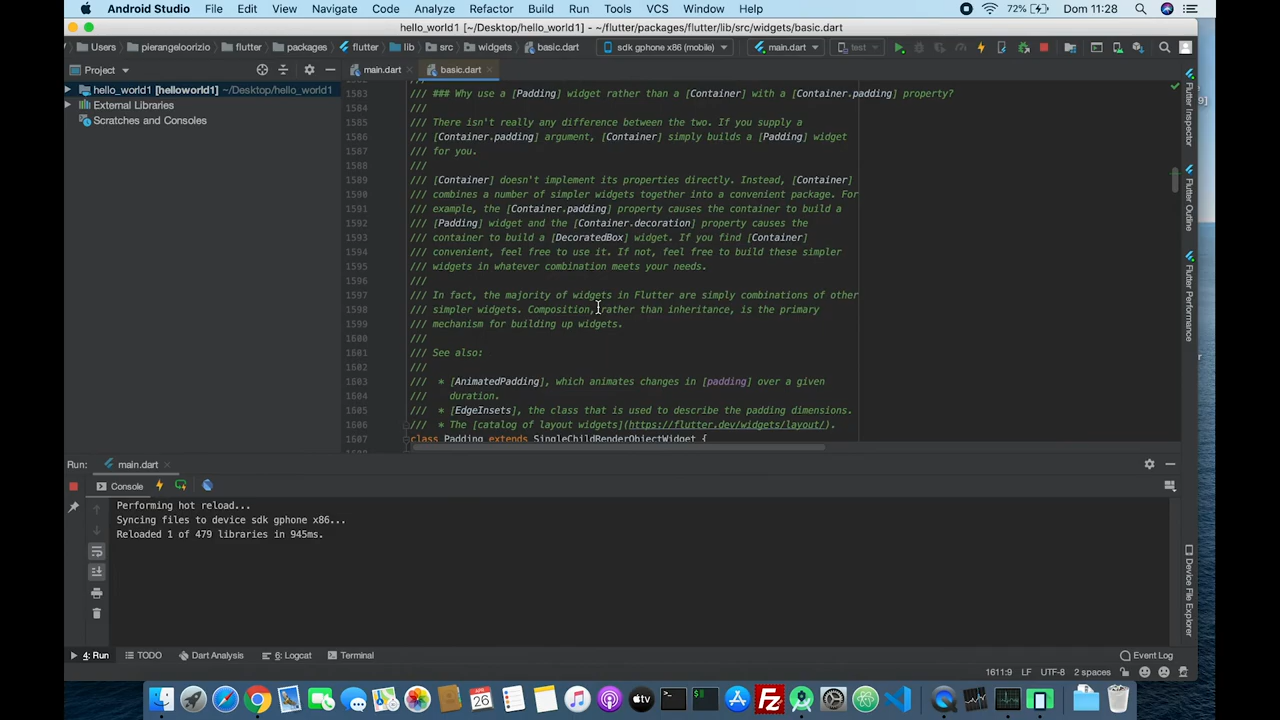 Android Studio File Edit View Navigate Code Analyze Refactor Build Run Tools VCS Window Help 72% Dom 11:28
hello_world1 [~/Desktop/hello_world1] - ~/flutter/packages/flutter/lib/src/widgets/basic.dart
Users pierangeloorizio flutter packages flutter lib src widgets basic.dart sdk gphone x86 (mobile) main.dart test
Project main.dart basic.dart
hello_world1 [helloworld1] ~/Desktop/hello_world1
External Libraries
Scratches and Consoles
1583 /// ### Why use a [Padding] widget rather than a [Container] with a [Container.padding] property?
1584 ///
1585 /// There isn't really any difference between the two. If you supply a
1586 /// [Container.padding] argument, [Container] simply builds a [Padding] widget
1587 /// for you.
1588 ///
1589 /// [Container] doesn't implement its properties directly. Instead, [Container]
1590 /// combines a number of simpler widgets together into a convenient package. For
1591 /// example, the [Container.padding] property causes the container to build a
1592 /// [Padding] widget and the [Container.decoration] property causes the
1593 /// container to build a [DecoratedBox] widget. If you find [Container]
1594 /// convenient, feel free to use it. If not, feel free to build these simpler
1595 /// widgets in whatever combination meets your needs.
1596 ///
1597 /// In fact, the majority of widgets in Flutter are simply combinations of other
1598 /// simpler widgets. Composition, rather than inheritance, is the primary
1599 /// mechanism for building up widgets.
1600 ///
1601 /// See also:
1602 ///
1603 /// * [AnimatedPadding], which animates changes in [padding] over a given
1604 /// duration.
1605 /// * [EdgeInsets], the class that is used to describe the padding dimensions.
1606 /// * The [catalog of layout widgets](https://flutter.dev/widgets/layout/).
1607 class Padding extends SingleChildRenderObjectWidget {
Flutter Inspector
Flutter Outline
Flutter Performance
Run: main.dart
Console
Performing hot reload...
Syncing files to device sdk gphone x86...
Reloaded 1 of 479 libraries in 945ms.
Device File Explorer
4: Run TODO Dart Analysis 6: Logcat Terminal Event Log
1611:9 LF UTF-8 2 spaces